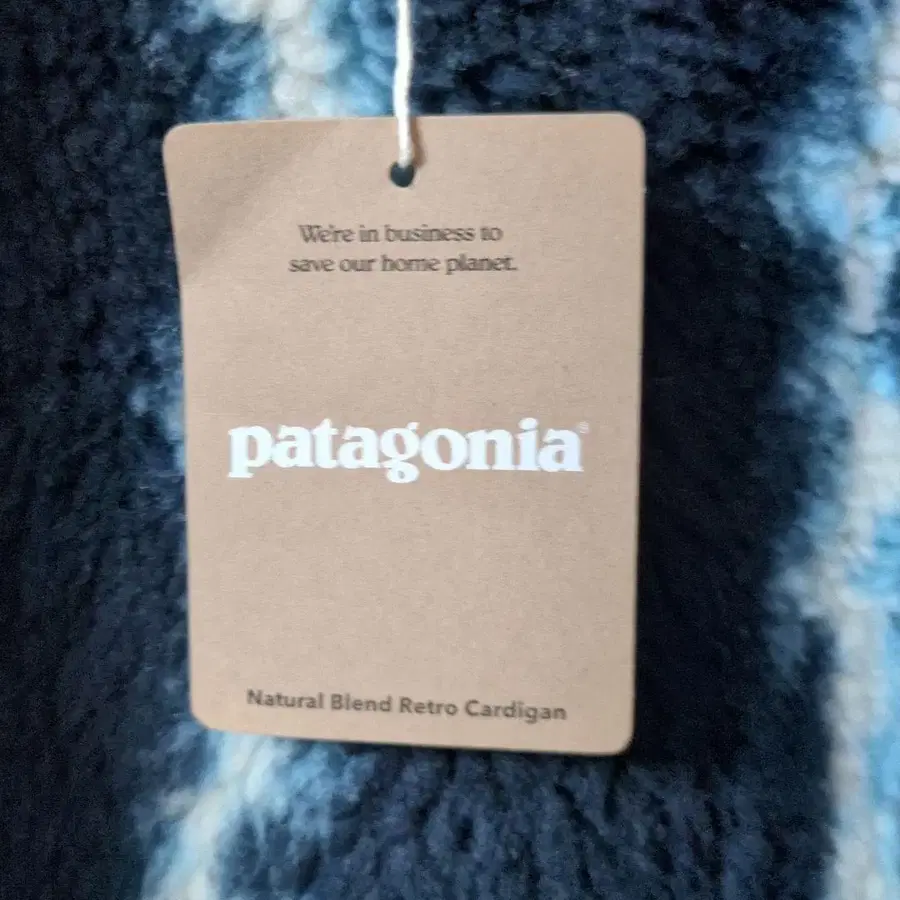 We're in business to
save our home planet.
patagonia®
Natural Blend Retro Cardigan